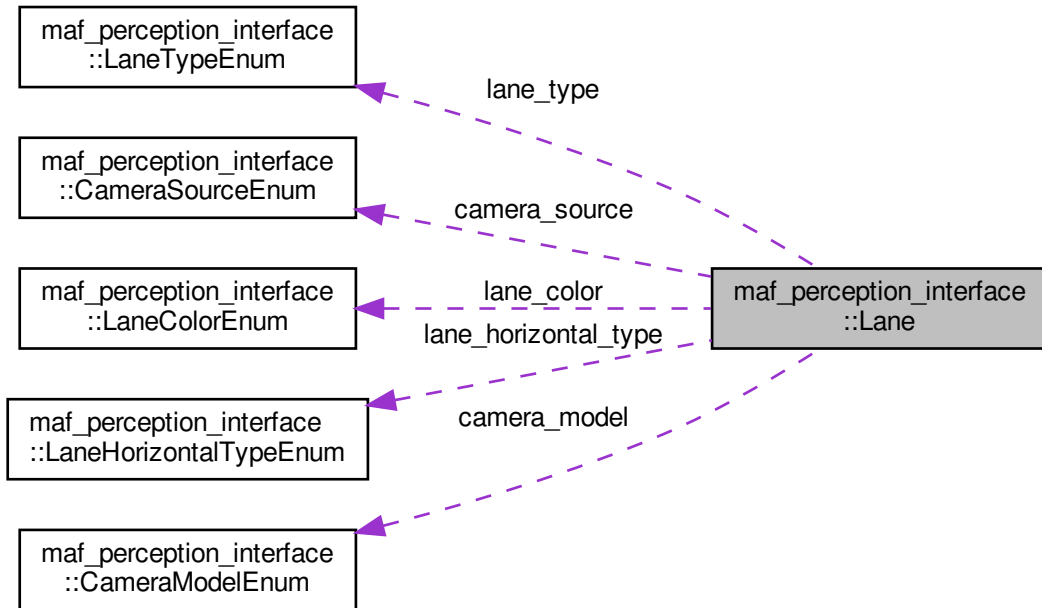 maf_perception_interface
::LaneTypeEnum
lane_type
maf_perception_interface
::CameraSourceEnum
camera_source
maf_perception_interface
::LaneColorEnum
lane_color
maf_perception_interface
::Lane
lane_horizontal_type
maf_perception_interface
::LaneHorizontalTypeEnum
camera_model
maf_perception_interface
::CameraModelEnum